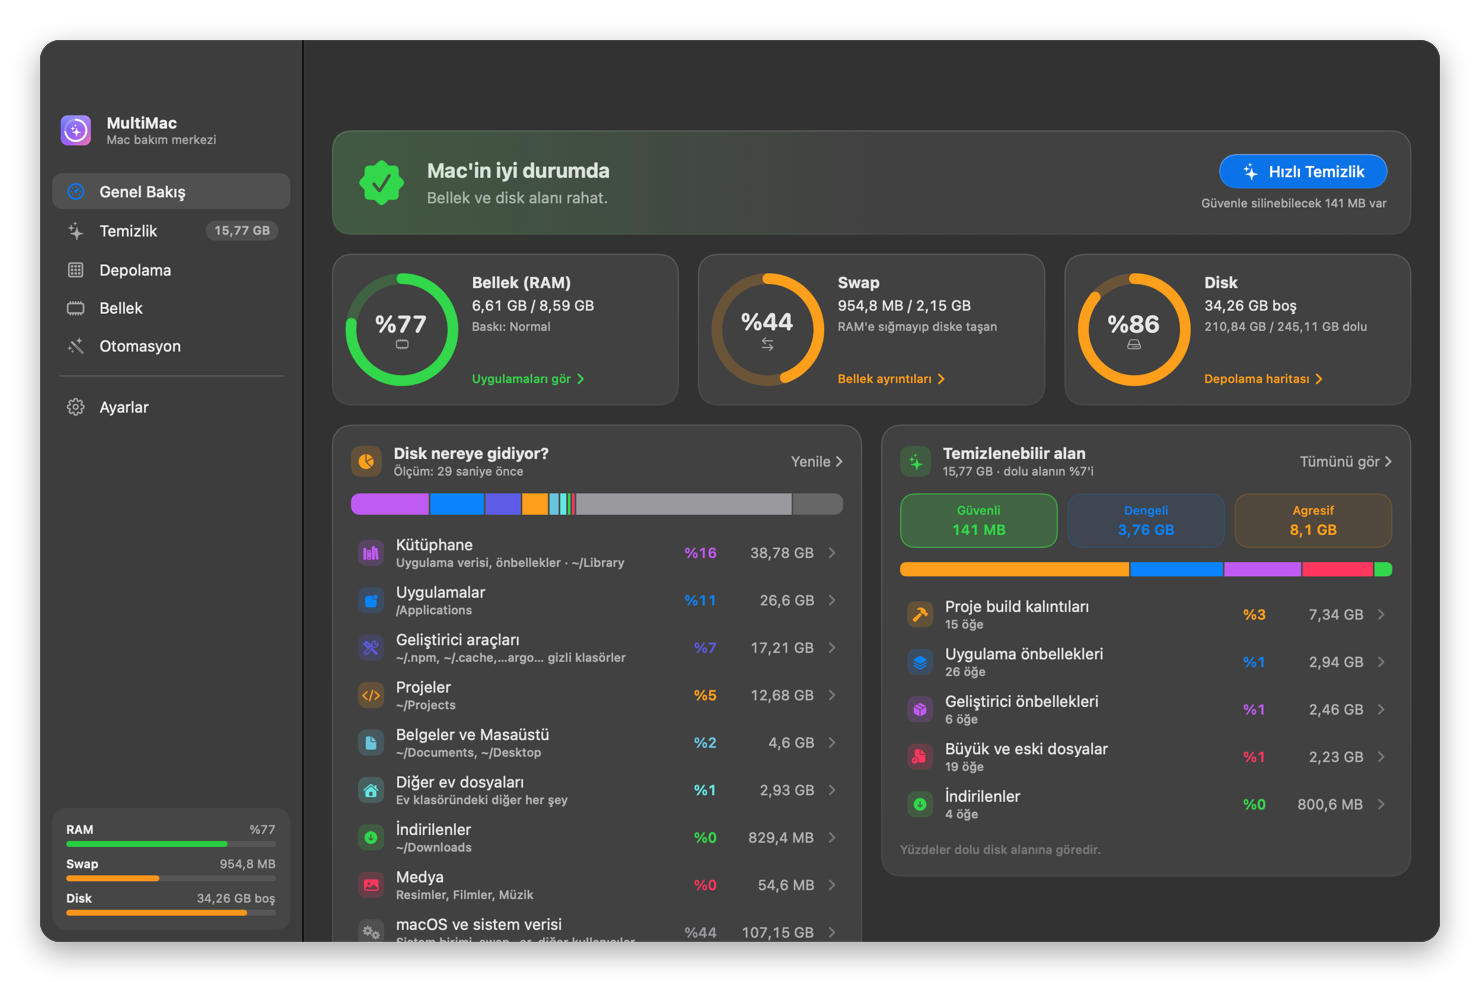 MultiMac
Mac bakım merkezi
Genel Bakış
Temizlik 15,77 GB
Depolama
Bellek
Otomasyon
Ayarlar
RAM %77
Swap 954,8 MB
Disk 34,26 GB boş
Mac'in iyi durumda
Bellek ve disk alanı rahat.
Hızlı Temizlik
Güvenle silinebilecek 141 MB var
%77
Bellek (RAM)
6,61 GB / 8,59 GB
Baskı: Normal
Uygulamaları gör
%44
Swap
954,8 MB / 2,15 GB
RAM'e sığmayıp diske taşan
Bellek ayrıntıları
%86
Disk
34,26 GB boş
210,84 GB / 245,11 GB dolu
Depolama haritası
Disk nereye gidiyor?
Ölçüm: 29 saniye önce
Yenile
Kütüphane %16 38,78 GB
Uygulama verisi, önbellekler · ~/Library
Uygulamalar %11 26,6 GB
/Applications
Geliştirici araçları %7 17,21 GB
~/.npm, ~/.cache,...argo... gizli klasörler
Projeler %5 12,68 GB
~/Projects
Belgeler ve Masaüstü %2 4,6 GB
~/Documents, ~/Desktop
Diğer ev dosyaları %1 2,93 GB
Ev klasöründeki diğer her şey
İndirilenler %0 829,4 MB
~/Downloads
Medya %0 54,6 MB
Resimler, Filmler, Müzik
macOS ve sistem verisi %44 107,15 GB
Temizlenebilir alan
15,77 GB · dolu alanın %7'i
Tümünü gör
Güvenli
141 MB
Dengeli
3,76 GB
Agresif
8,1 GB
Proje build kalıntıları %3 7,34 GB
15 öğe
Uygulama önbellekleri %1 2,94 GB
26 öğe
Geliştirici önbellekleri %1 2,46 GB
6 öğe
Büyük ve eski dosyalar %1 2,23 GB
19 öğe
İndirilenler %0 800,6 MB
4 öğe
Yüzdeler dolu disk alanına göredir.